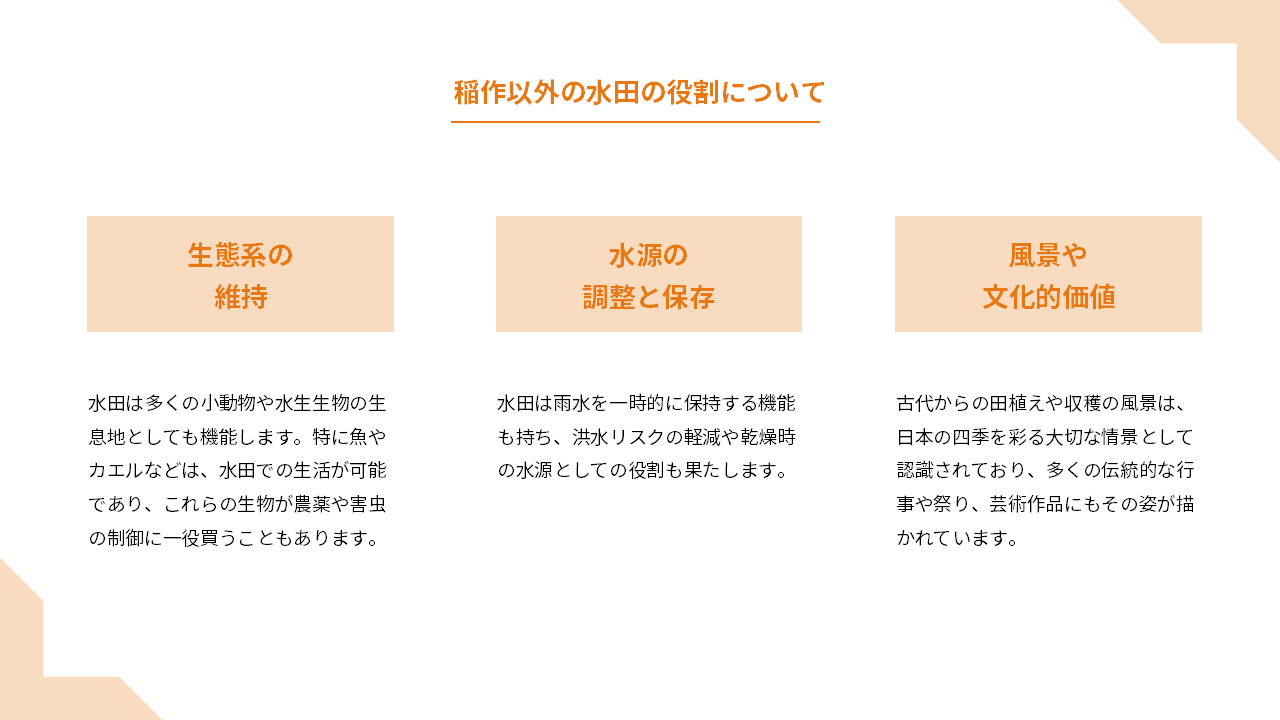 稲作以外の水田の役割について
生態系の
維持
水田は多くの小動物や水生生物の生
息地としても機能します。特に魚や
カエルなどは、水田での生活が可能
であり、これらの生物が農薬や害虫
の制御に一役買うこともあります。
水源の
調整と保存
水田は雨水を一時的に保持する機能
も持ち、洪水リスクの軽減や乾燥時
の水源としての役割も果たします。
風景や
文化的価値
古代からの田植えや収穫の風景は、
日本の四季を彩る大切な情景として
認識されており、多くの伝統的な行
事や祭り、芸術作品にもその姿が描
かれています。